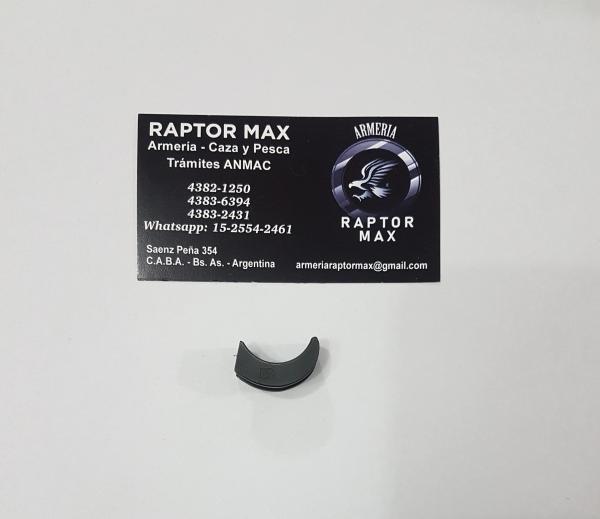 RAPTOR MAX
Armería - Caza y Pesca
Trámites ANMAC
4382-1250
4383-6394
4383-2431
Whatsapp: 15-2554-2461
Saenz Peña 354
C.A.B.A. - Bs. As. - Argentina
ARMERIA
RAPTOR
MAX
armeriaraptormax@gmail.com